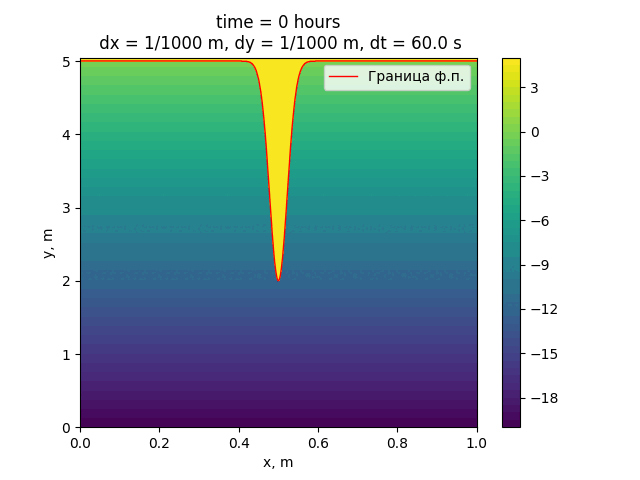 time = 0 hours
dx = 1/1000 m, dy = 1/1000 m, dt = 60.0 s
Граница ф.п.
5
4
3
2
1
0
y, m
0.0 0.2 0.4 0.6 0.8 1.0
x, m
3
0
−3
−6
−9
−12
−15
−18